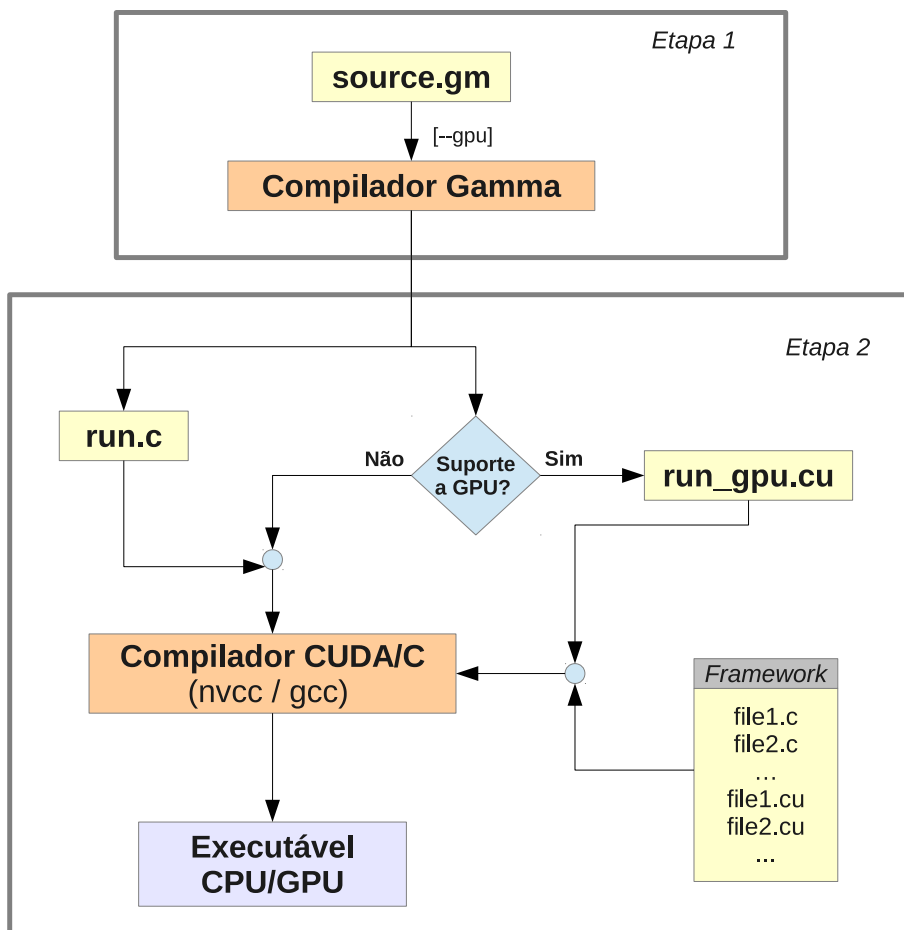 Etapa 1
source.gm
[--gpu]
Compilador Gamma
Etapa 2
run.c
Não
Suporte
a GPU?
Sim
run_gpu.cu
Compilador CUDA/C
(nvcc / gcc)
Framework
file1.c
file2.c
...
file1.cu
file2.cu
...
Executável
CPU/GPU